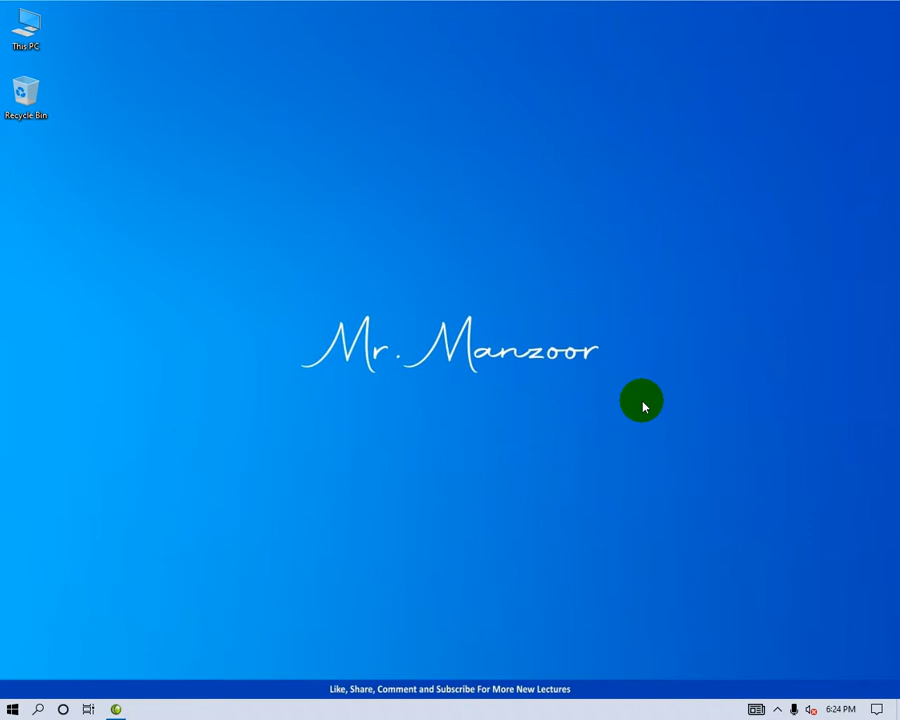 This PC
Recycle Bin
Mr. Manzoor
Like, Share, Comment and Subscribe For More New Lectures
6:24 PM